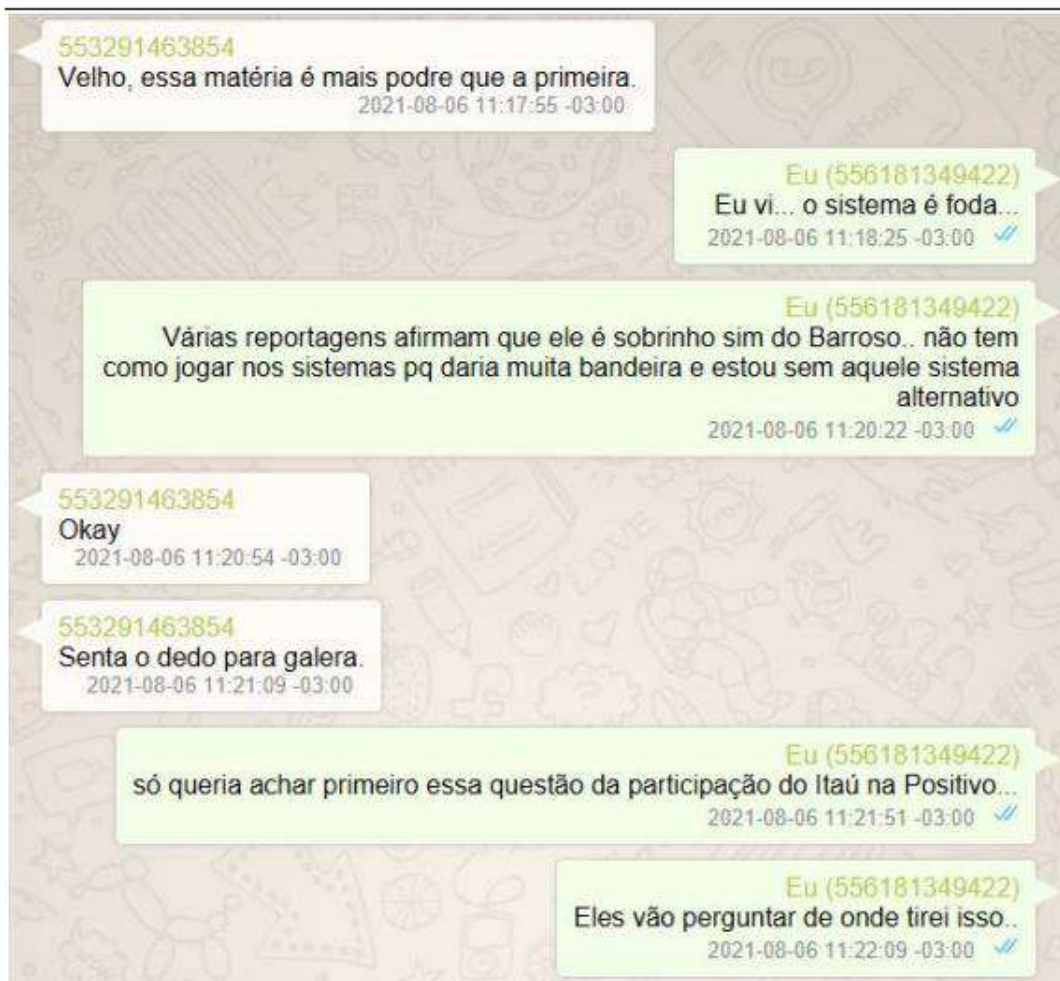 553291463854
Velho, essa matéria é mais podre que a primeira.
2021-08-06 11:17:55 -03:00
Eu (556181349422)
Eu vi... o sistema é foda...
2021-08-06 11:18:25 -03:00
Eu (556181349422)
Várias reportagens afirmam que ele é sobrinho sim do Barroso.. não tem
como jogar nos sistemas pq daria muita bandeira e estou sem aquele sistema
alternativo
2021-08-06 11:20:22 -03:00
553291463854
Okay
2021-08-06 11:20:54 -03:00
553291463854
Senta o dedo para galera.
2021-08-06 11:21:09 -03:00
Eu (556181349422)
só queria achar primeiro essa questão da participação do Itaú na Positivo...
2021-08-06 11:21:51 -03:00
Eu (556181349422)
Eles vão perguntar de onde tirei isso..
2021-08-06 11:22:09 -03:00